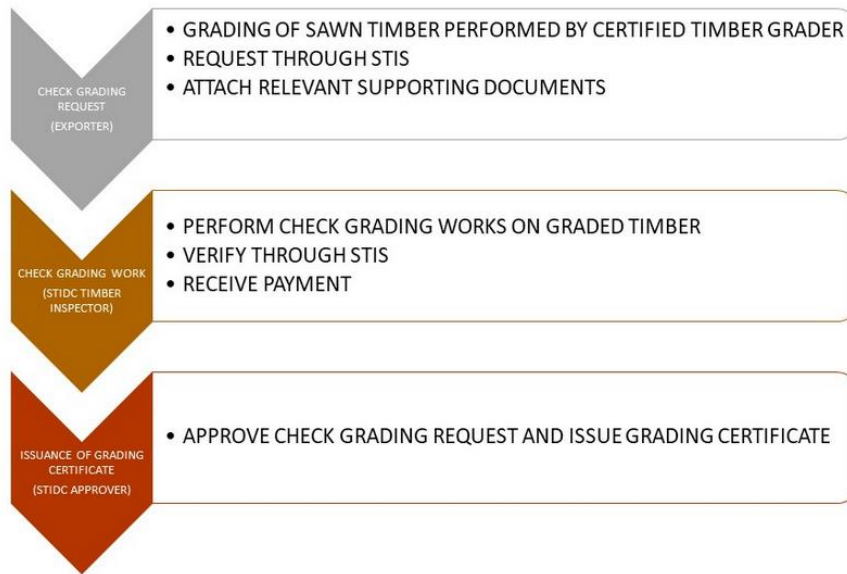 CHECK GRADING
REQUEST
(EXPORTER)
• GRADING OF SAWN TIMBER PERFORMED BY CERTIFIED TIMBER GRADER
• REQUEST THROUGH STIS
• ATTACH RELEVANT SUPPORTING DOCUMENTS
CHECK GRADING WORK
(STIDC TIMBER
INSPECTOR)
• PERFORM CHECK GRADING WORKS ON GRADED TIMBER
• VERIFY THROUGH STIS
• RECEIVE PAYMENT
ISSUANCE OF GRADING
CERTIFICATE
(STIDC APPROVER)
• APPROVE CHECK GRADING REQUEST AND ISSUE GRADING CERTIFICATE